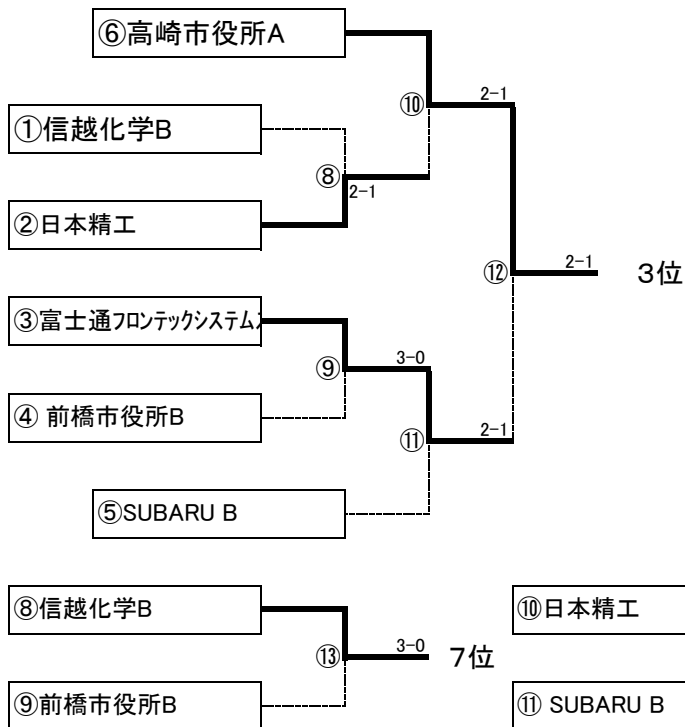 ⑥高崎市役所A
2-1
⑩
①信越化学B
⑧
2-1
②日本精工
⑫
2-1
3位
③富士通フロンテックシステム
3-0
⑨
④ 前橋市役所B
2-1
⑪
⑤SUBARU B
⑧信越化学B
⑩日本精工
3-0
⑬
7位
⑨前橋市役所B
⑪ SUBARU B